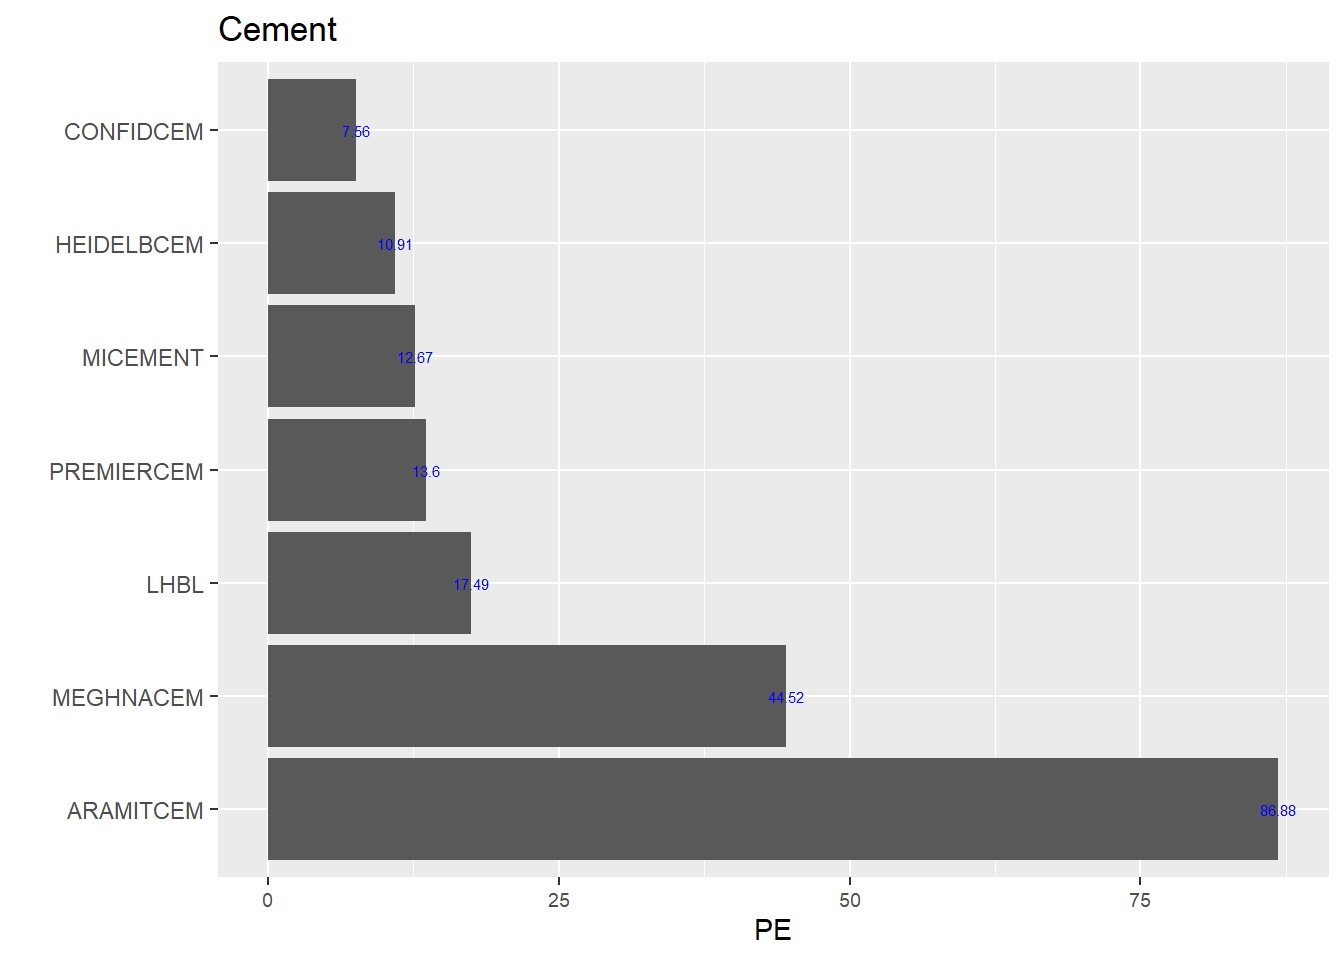 Cement
CONFIDCEM 7.56
HEIDELBCEM 10.91
MICEMENT 12.67
PREMIERCEM 13.6
LHBL 17.49
MEGHNACEM 44.52
ARAMITCEM 86.88
0 25 50 75
PE